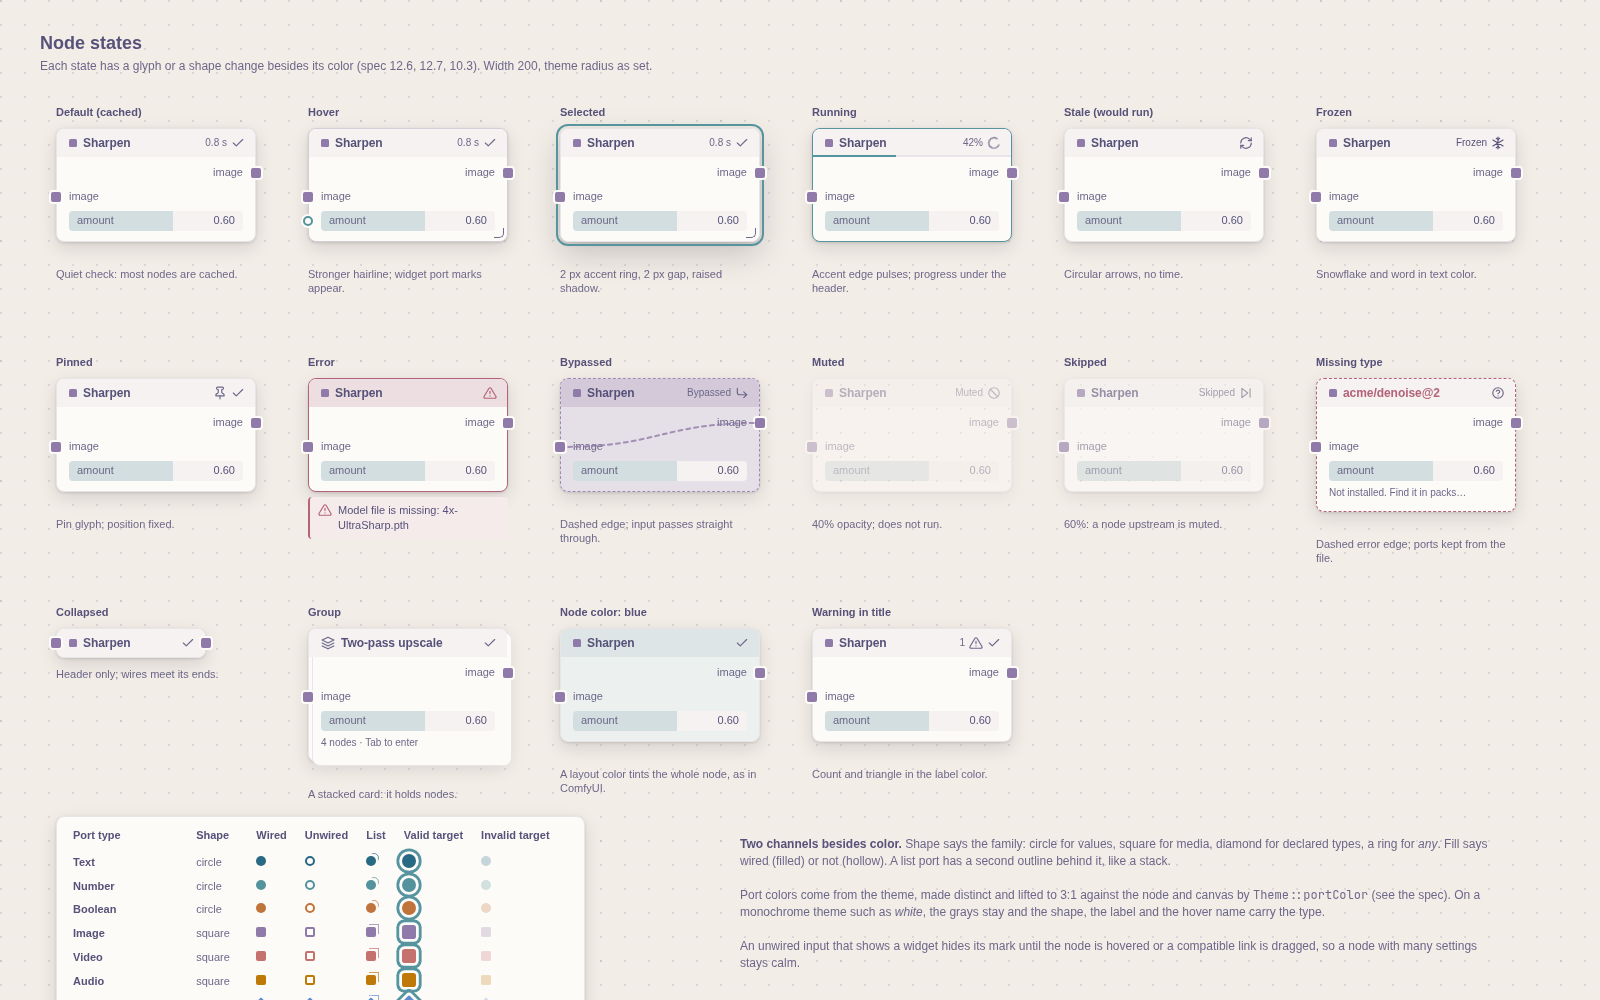 Node states
Each state has a glyph or a shape change besides its color (spec 12.6, 12.7, 10.3). Width 200, theme radius as set.
Default (cached)
Sharpen 0.8 s
image
image
amount 0.60
Quiet check: most nodes are cached.
Hover
Sharpen 0.8 s
image
image
amount 0.60
Stronger hairline; widget port marks
appear.
Selected
Sharpen 0.8 s
image
image
amount 0.60
2 px accent ring, 2 px gap, raised
shadow.
Running
Sharpen 42%
image
image
amount 0.60
Accent edge pulses; progress under the
header.
Stale (would run)
Sharpen
image
image
amount 0.60
Circular arrows, no time.
Frozen
Sharpen Frozen
image
image
amount 0.60
Snowflake and word in text color.
Pinned
Sharpen
image
image
amount 0.60
Pin glyph; position fixed.
Error
Sharpen
image
image
amount 0.60
Model file is missing: 4x-
UltraSharp.pth
Bypassed
Sharpen Bypassed
image
image
amount 0.60
Dashed edge; input passes straight
through.
Muted
Sharpen Muted
image
image
amount 0.60
40% opacity; does not run.
Skipped
Sharpen Skipped
image
image
amount 0.60
60%: a node upstream is muted.
Missing type
acme/denoise@2
image
image
amount 0.60
Not installed. Find it in packs…
Dashed error edge; ports kept from the
file.
Collapsed
Sharpen
Header only; wires meet its ends.
Group
Two-pass upscale
image
image
amount 0.60
4 nodes · Tab to enter
A stacked card: it holds nodes.
Node color: blue
Sharpen
image
image
amount 0.60
A layout color tints the whole node, as in
ComfyUI.
Warning in title
Sharpen 1
image
image
amount 0.60
Count and triangle in the label color.
Port type Shape Wired Unwired List Valid target Invalid target
Text circle
Number circle
Boolean circle
Image square
Video square
Audio square
Two channels besides color. Shape says the family: circle for values, square for media, diamond for declared types, a ring for any. Fill says
wired (filled) or not (hollow). A list port has a second outline behind it, like a stack.
Port colors come from the theme, made distinct and lifted to 3:1 against the node and canvas by Theme::portColor (see the spec). On a
monochrome theme such as white, the grays stay and the shape, the label and the hover name carry the type.
An unwired input that shows a widget hides its mark until the node is hovered or a compatible link is dragged, so a node with many settings
stays calm.